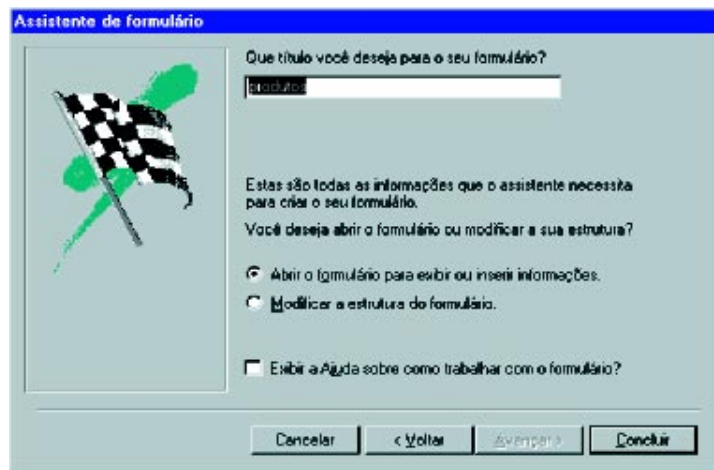 Assistente de formulário
Que título você deseja para o seu formulário?
produtos
Estas são todas as informações que o assistente necessita
para criar o seu formulário.
Você deseja abrir o formulário ou modificar a sua estrutura?
Abrir o formulário para exibir ou inserir informações.
Modificar a estrutura do formulário.
Exibir a Ajuda sobre como trabalhar com o formulário?
Cancelar
< Voltar
Avançar >
Concluir